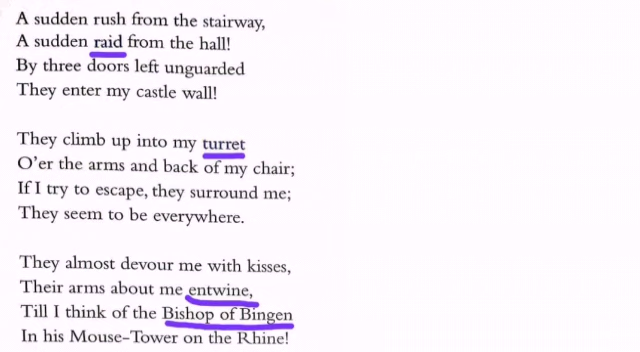 A sudden rush from the stairway,
A sudden raid from the hall!
By three doors left unguarded
They enter my castle wall!
They climb up into my turret
O'er the arms and back of my chair;
If I try to escape, they surround me;
They seem to be everywhere.
They almost devour me with kisses,
Their arms about me entwine,
Till I think of the Bishop of Bingen
In his Mouse-Tower on the Rhine!